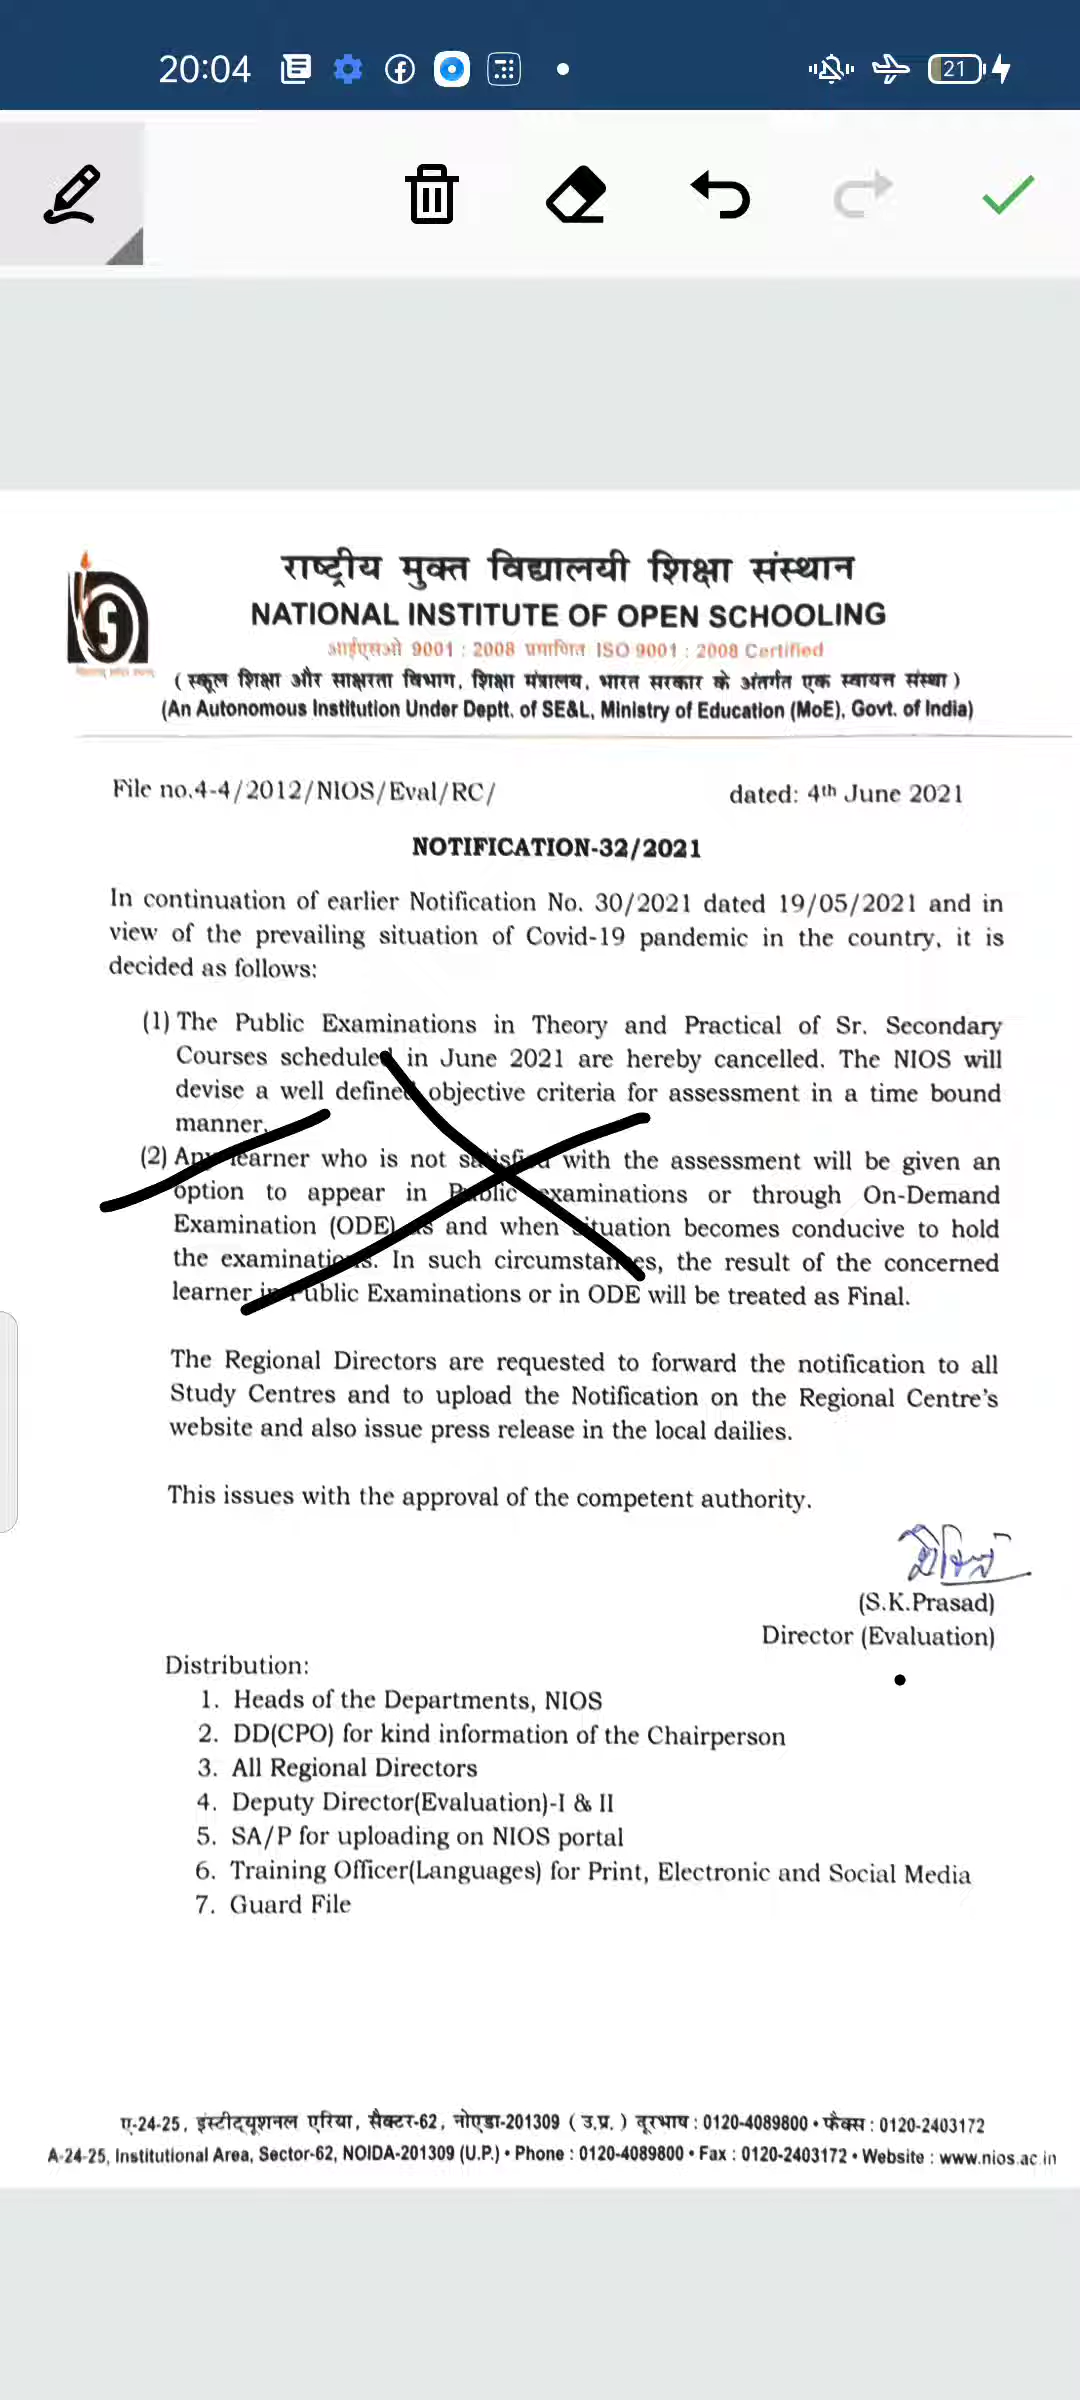 20:04
21
राष्ट्रीय मुक्त विद्यालयी शिक्षा संस्थान
NATIONAL INSTITUTE OF OPEN SCHOOLING
आईएसओ 9001 : 2008 प्रमाणित ISO 9001 : 2008 Certified
( स्कूल शिक्षा और साक्षरता विभाग, शिक्षा मंत्रालय, भारत सरकार के अंतर्गत एक स्वायत्त संस्था )
(An Autonomous Institution Under Deptt. of SE&L, Ministry of Education (MoE), Govt. of India)
File no.4-4/2012/NIOS/Eval/RC/ dated: 4th June 2021
NOTIFICATION-32/2021
In continuation of earlier Notification No. 30/2021 dated 19/05/2021 and in
view of the prevailing situation of Covid-19 pandemic in the country, it is
decided as follows:
(1) The Public Examinations in Theory and Practical of Sr. Secondary
Courses scheduled in June 2021 are hereby cancelled. The NIOS will
devise a well defined objective criteria for assessment in a time bound
manner.
(2) Any learner who is not satisfied with the assessment will be given an
option to appear in Public examinations or through On-Demand
Examination (ODE) as and when situation becomes conducive to hold
the examinations. In such circumstances, the result of the concerned
learner in Public Examinations or in ODE will be treated as Final.
The Regional Directors are requested to forward the notification to all
Study Centres and to upload the Notification on the Regional Centre's
website and also issue press release in the local dailies.
This issues with the approval of the competent authority.
(S.K.Prasad)
Director (Evaluation)
Distribution:
1. Heads of the Departments, NIOS
2. DD(CPO) for kind information of the Chairperson
3. All Regional Directors
4. Deputy Director(Evaluation)-I & II
5. SA/P for uploading on NIOS portal
6. Training Officer(Languages) for Print, Electronic and Social Media
7. Guard File
ए-24-25, इंस्टीट्यूशनल एरिया, सैक्टर-62, नोएडा-201309 ( उ.प्र. ) दूरभाष : 0120-4089800 • फैक्स : 0120-2403172
A-24-25, Institutional Area, Sector-62, NOIDA-201309 (U.P.) • Phone : 0120-4089800 • Fax : 0120-2403172 • Website : www.nios.ac.in